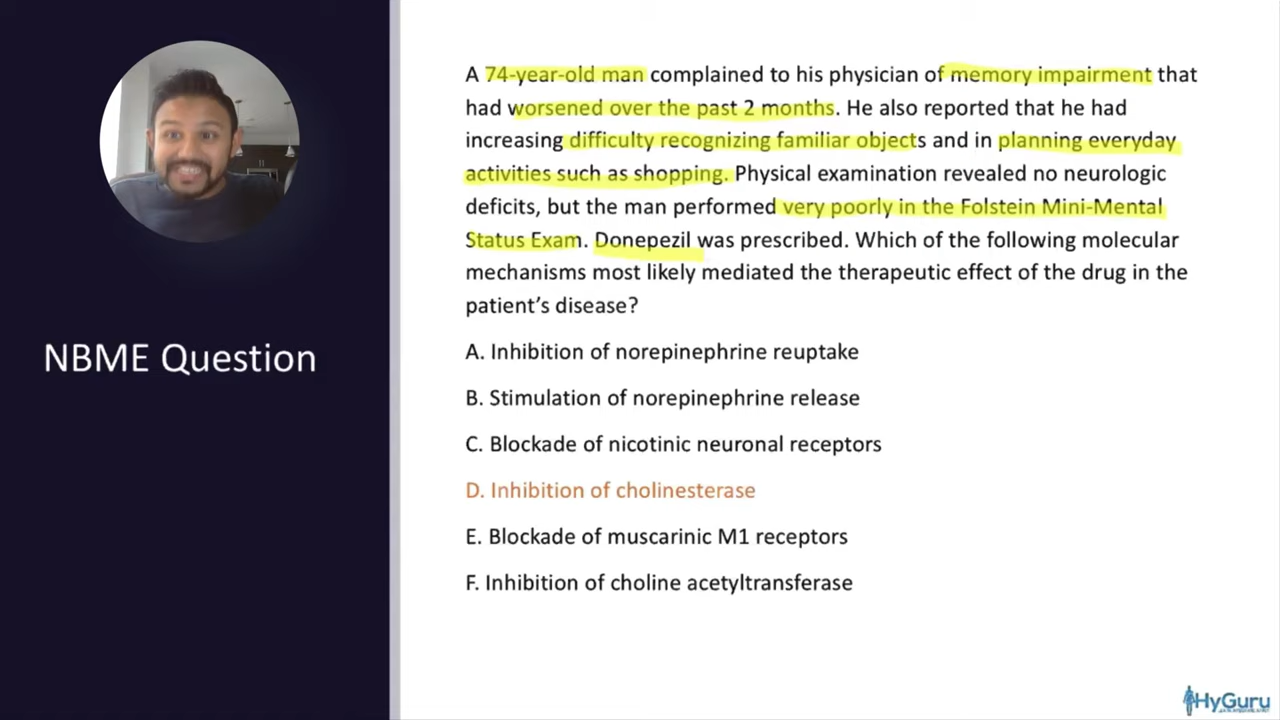 A 74-year-old man complained to his physician of memory impairment that
had worsened over the past 2 months. He also reported that he had
increasing difficulty recognizing familiar objects and in planning everyday
activities such as shopping. Physical examination revealed no neurologic
deficits, but the man performed very poorly in the Folstein Mini-Mental
Status Exam. Donepezil was prescribed. Which of the following molecular
mechanisms most likely mediated the therapeutic effect of the drug in the
patient's disease?
NBME Question
A. Inhibition of norepinephrine reuptake
B. Stimulation of norepinephrine release
C. Blockade of nicotinic neuronal receptors
D. Inhibition of cholinesterase
E. Blockade of muscarinic M1 receptors
F. Inhibition of choline acetyltransferase
HyGuru